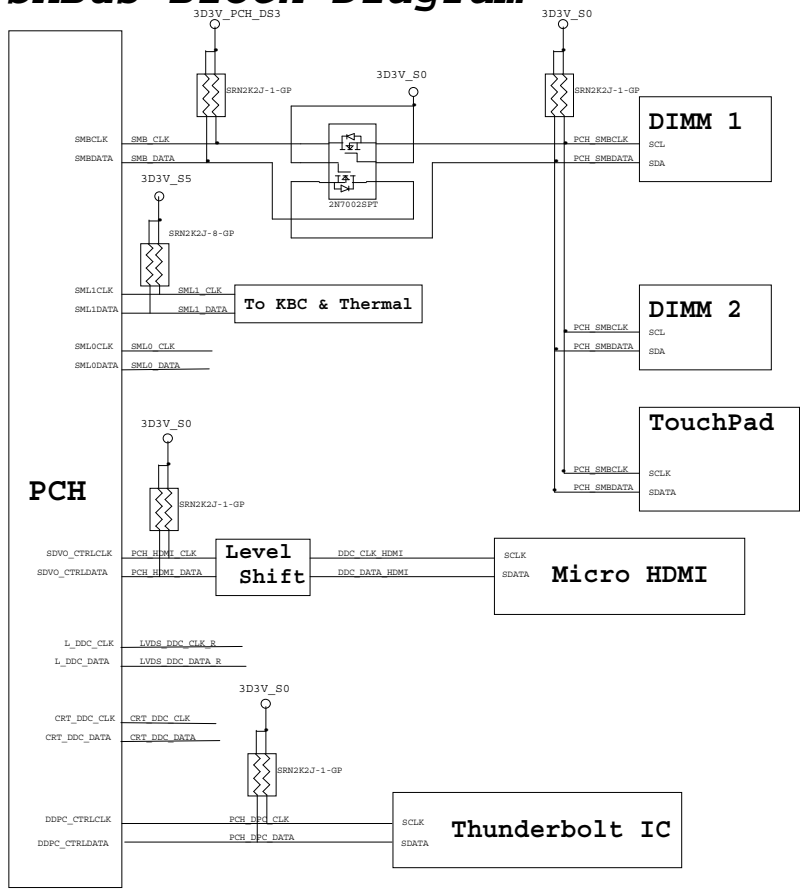 SMBus Block Diagram
3D3V_PCH_DS3
3D3V_S0
SRN2K2J-1-GP
3D3V_S0
SRN2K2J-1-GP
DIMM 1
SMBCLK
SMB_CLK
PCH_SMBCLK
SCL
SMBDATA
SMB_DATA
PCH_SMBDATA
SDA
3D3V_S5
2N7002SPT
SRN2K2J-8-GP
SML1CLK
SML1_CLK
To KBC & Thermal
SML1DATA
SML1_DATA
DIMM 2
PCH_SMBCLK
SCL
SML0CLK
SML0_CLK
PCH_SMBDATA
SDA
SML0DATA
SML0_DATA
3D3V_S0
TouchPad
PCH_SMBCLK
SCLK
PCH_SMBDATA
SDATA
PCH
SRN2K2J-1-GP
SDVO_CTRLCLK
PCH_HDMI_CLK
Level
Shift
DDC_CLK_HDMI
SCLK
SDVO_CTRLDATA
PCH_HDMI_DATA
DDC_DATA_HDMI
SDATA
Micro HDMI
L_DDC_CLK
LVDS_DDC_CLK_R
L_DDC_DATA
LVDS_DDC_DATA_R
3D3V_S0
CRT_DDC_CLK
CRT_DDC_CLK
CRT_DDC_DATA
CRT_DDC_DATA
SRN2K2J-1-GP
DDPC_CTRLCLK
PCH_DPC_CLK
SCLK
Thunderbolt IC
DDPC_CTRLDATA
PCH_DPC_DATA
SDATA